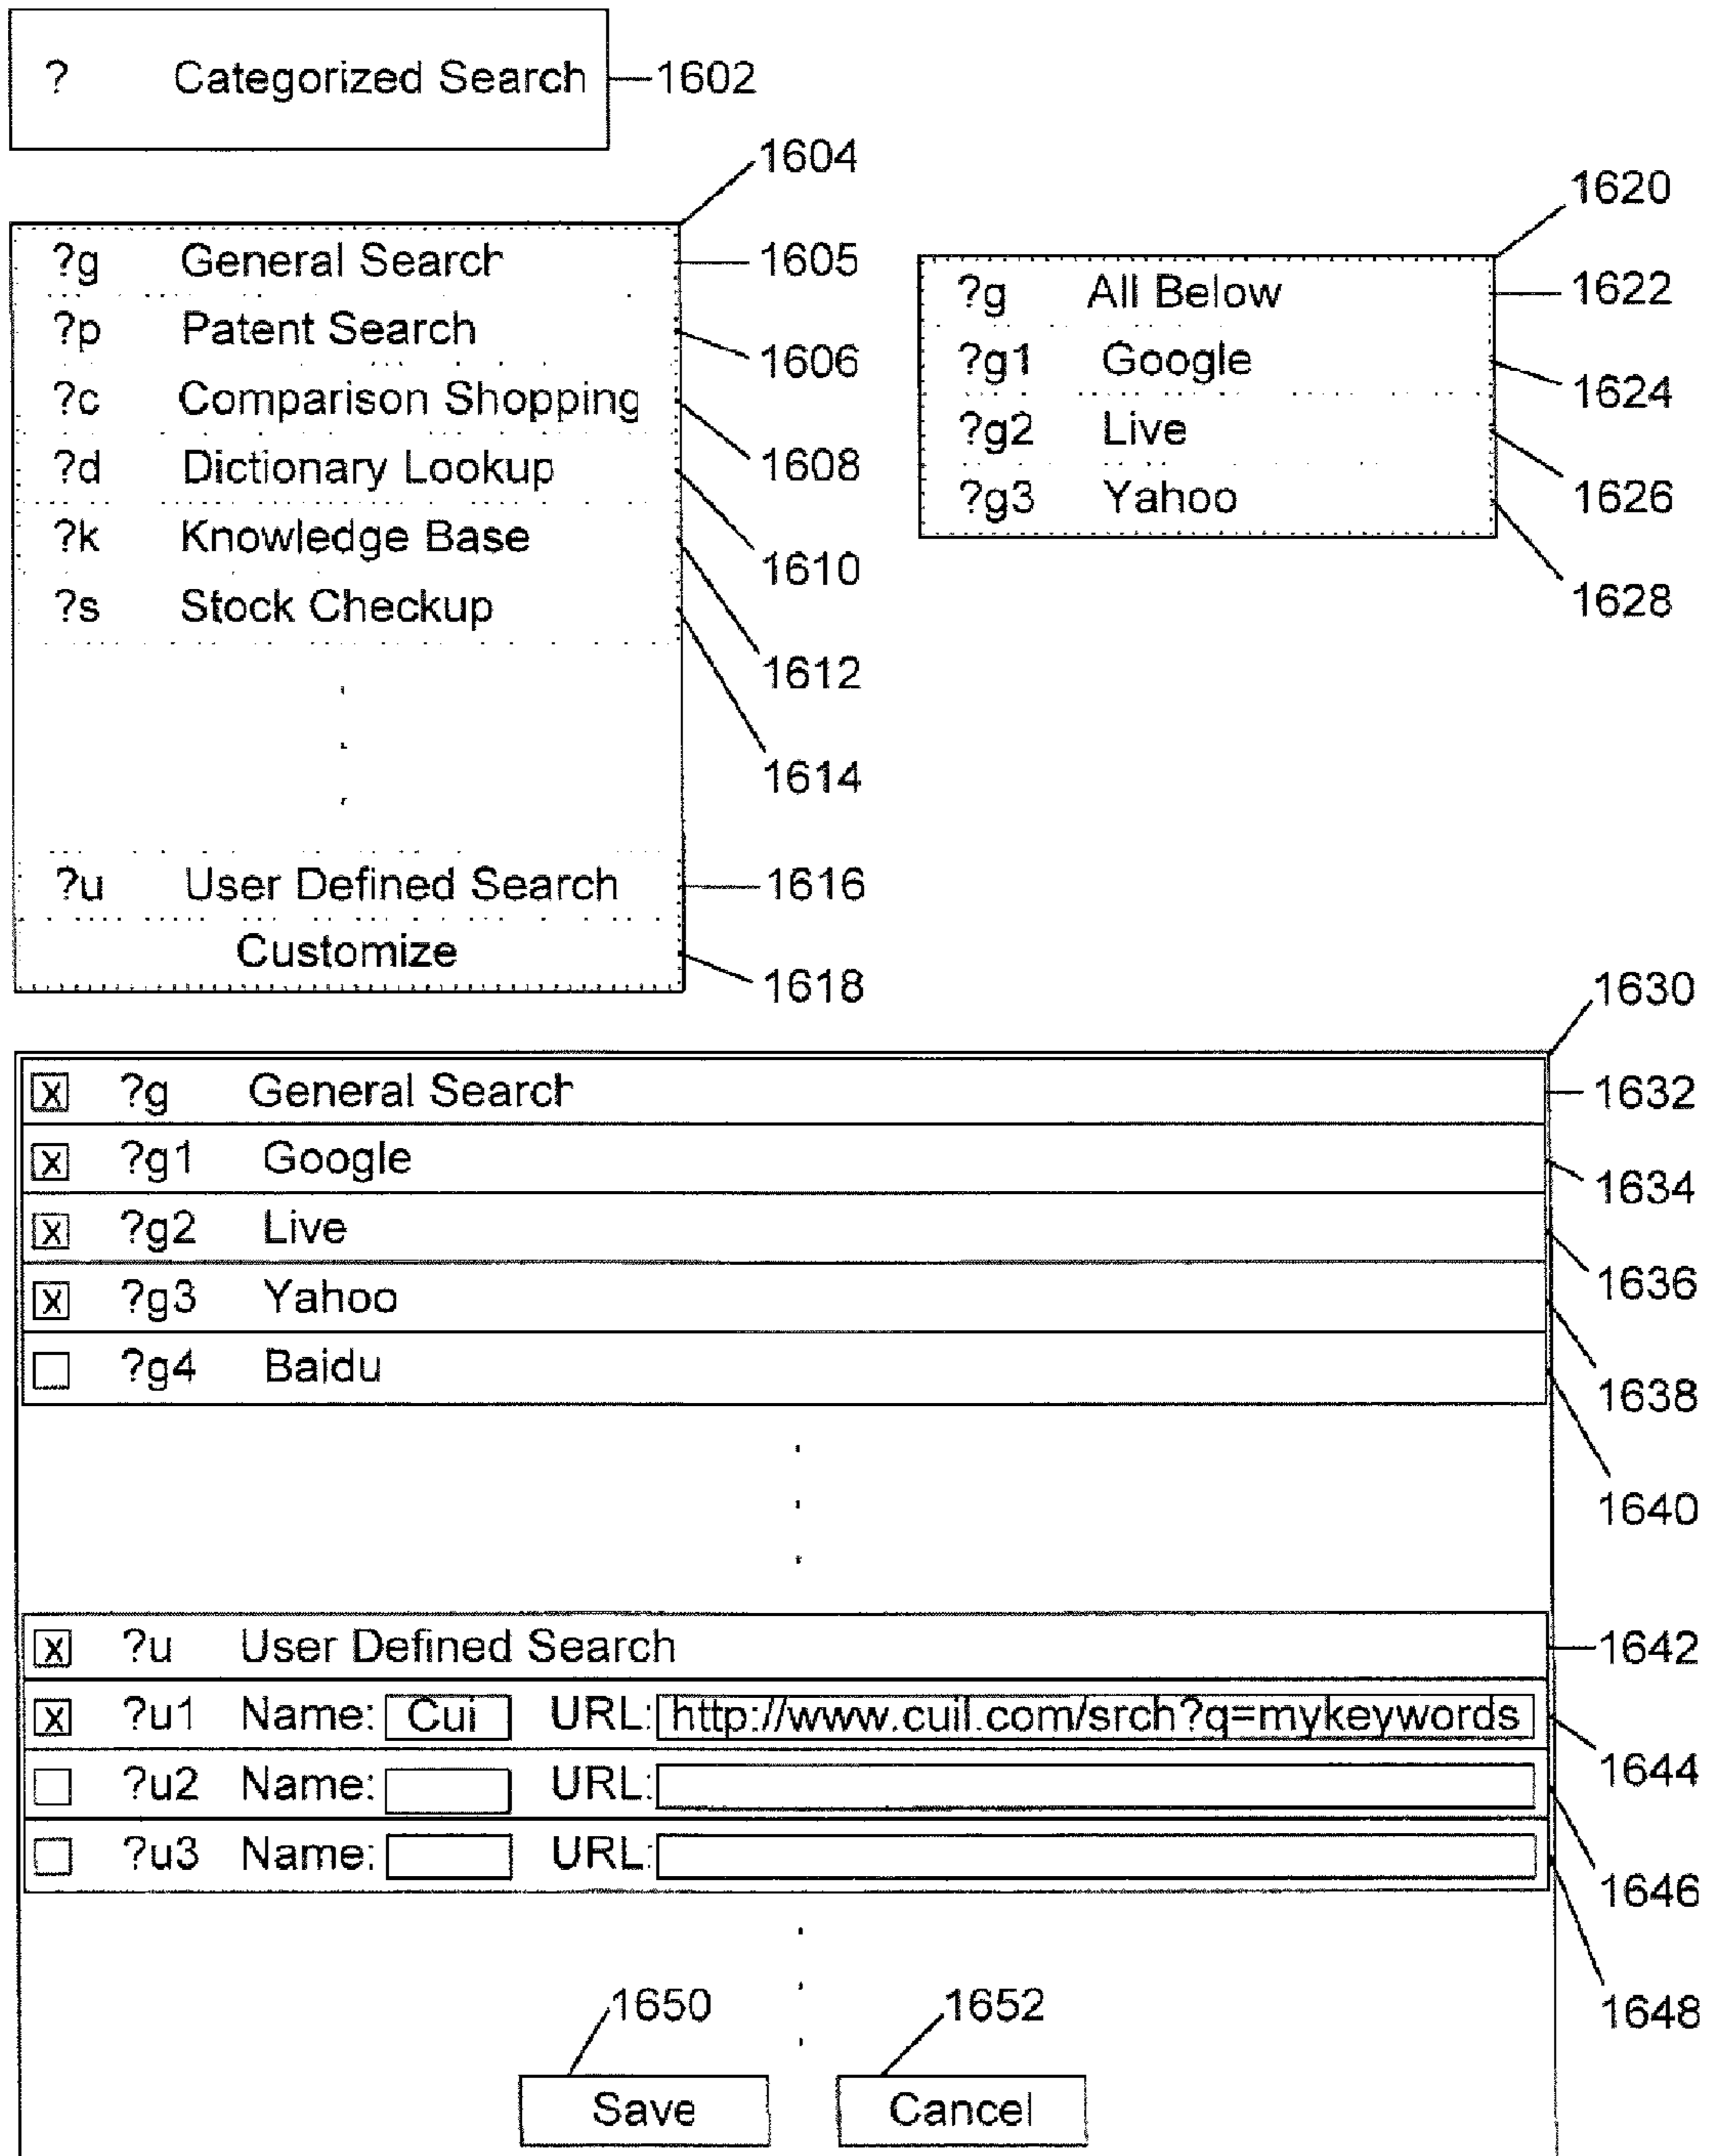 ? Categorized Search 1602
1604
?g General Search 1605
?p Patent Search 1606
?c Comparison Shopping 1608
?d Dictionary Lookup 1610
?k Knowledge Base 1612
?s Stock Checkup 1614
?u User Defined Search 1616
Customize 1618
1620
?g All Below 1622
?g1 Google 1624
?g2 Live 1626
?g3 Yahoo 1628
1630
X ?g General Search 1632
X ?g1 Google 1634
X ?g2 Live 1636
X ?g3 Yahoo 1638
?g4 Baidu 1640
X ?u User Defined Search 1642
X ?u1 Name: Cui URL: http://www.cuil.com/srch?q=mykeywords 1644
?u2 Name: URL: 1646
?u3 Name: URL: 1648
1650 1652
Save Cancel